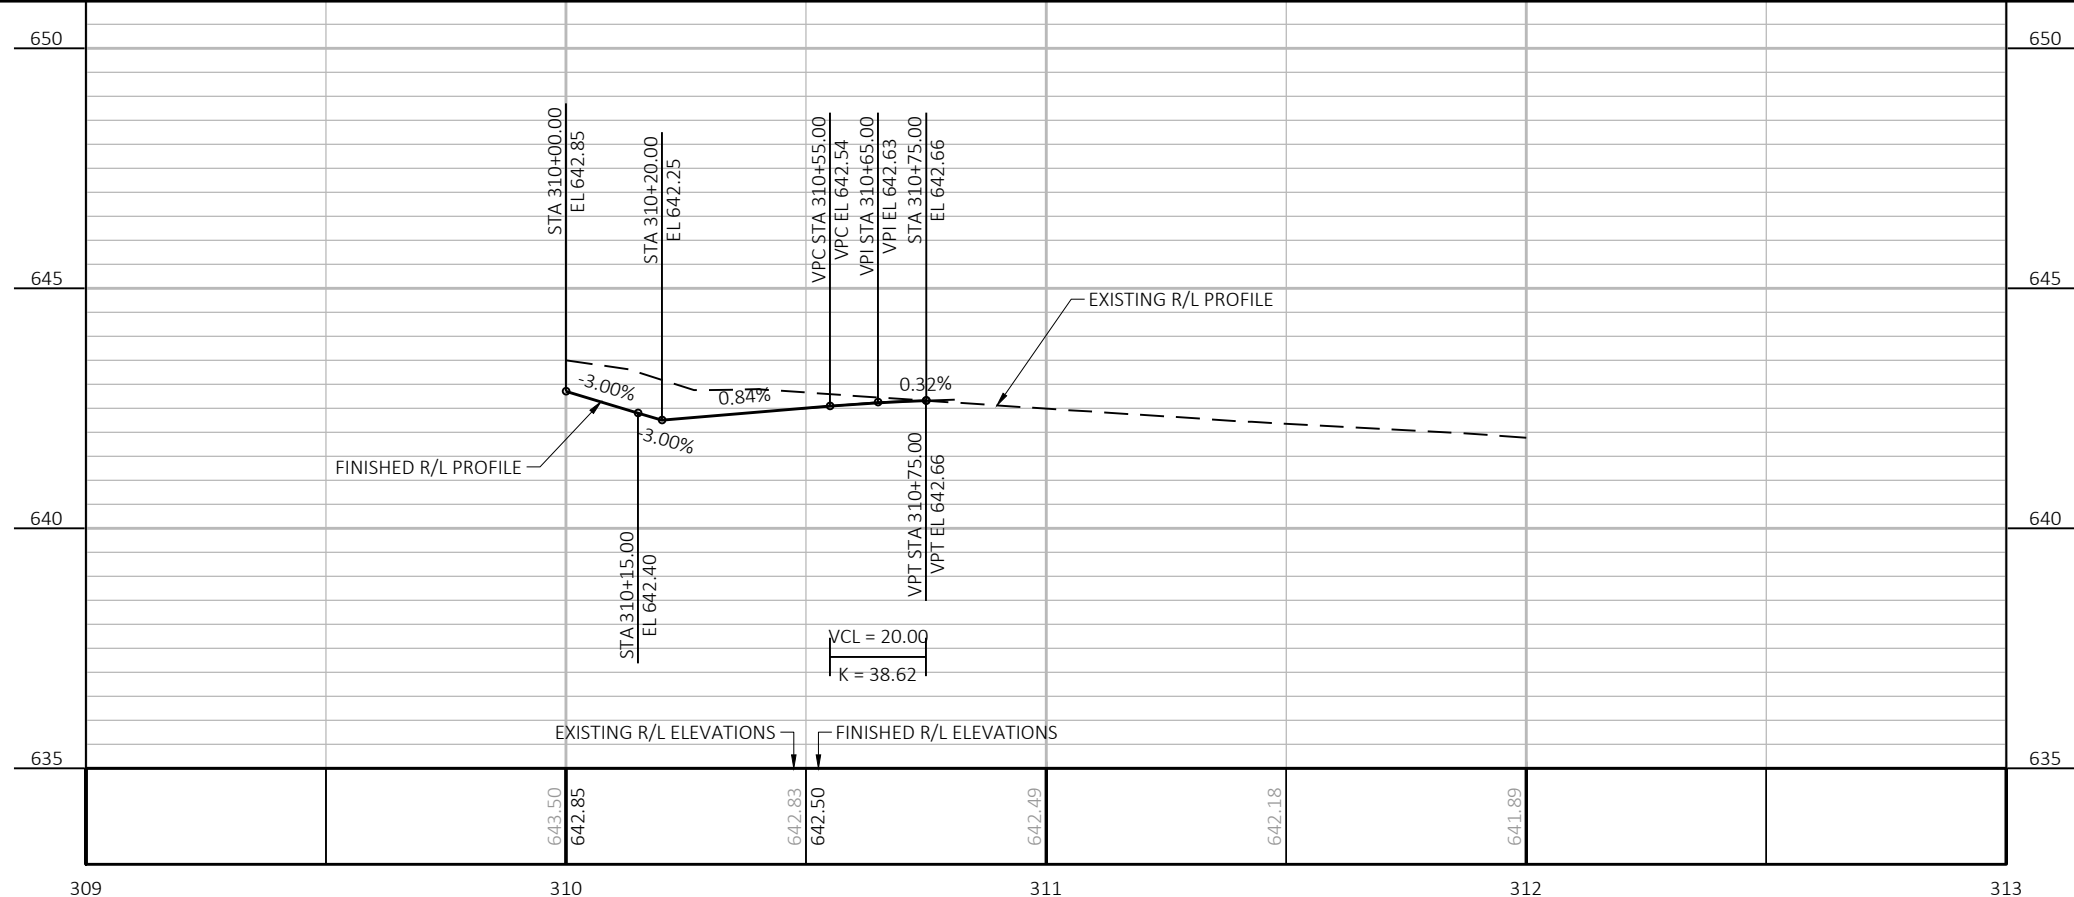 650
650
STA 310+00.00
EL 642.85
STA 310+20.00
EL 642.25
VPC STA 310+55.00
VPC EL 642.54
VPI STA 310+65.00
VPI EL 642.63
STA 310+75.00
EL 642.66
645
645
EXISTING R/L PROFILE
-3.00%
0.84%
0.32%
-3.00%
FINISHED R/L PROFILE
640
640
STA 310+15.00
EL 642.40
VPT STA 310+75.00
VPT EL 642.66
VCL = 20.00
K = 38.62
EXISTING R/L ELEVATIONS
FINISHED R/L ELEVATIONS
635
635
643.50
642.85
642.83
642.50
642.49
642.18
641.89
309
310
311
312
313